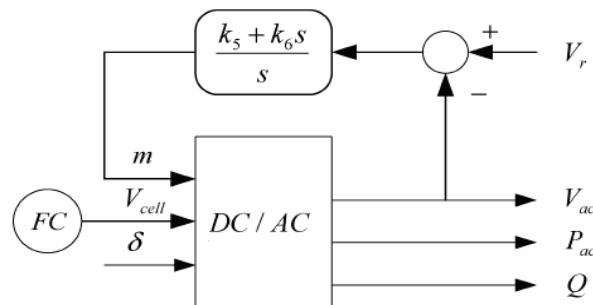 k5 + k6s
s
+
−
Vr
m
Vcell
FC
δ
DC / AC
Vac
Pac
Q